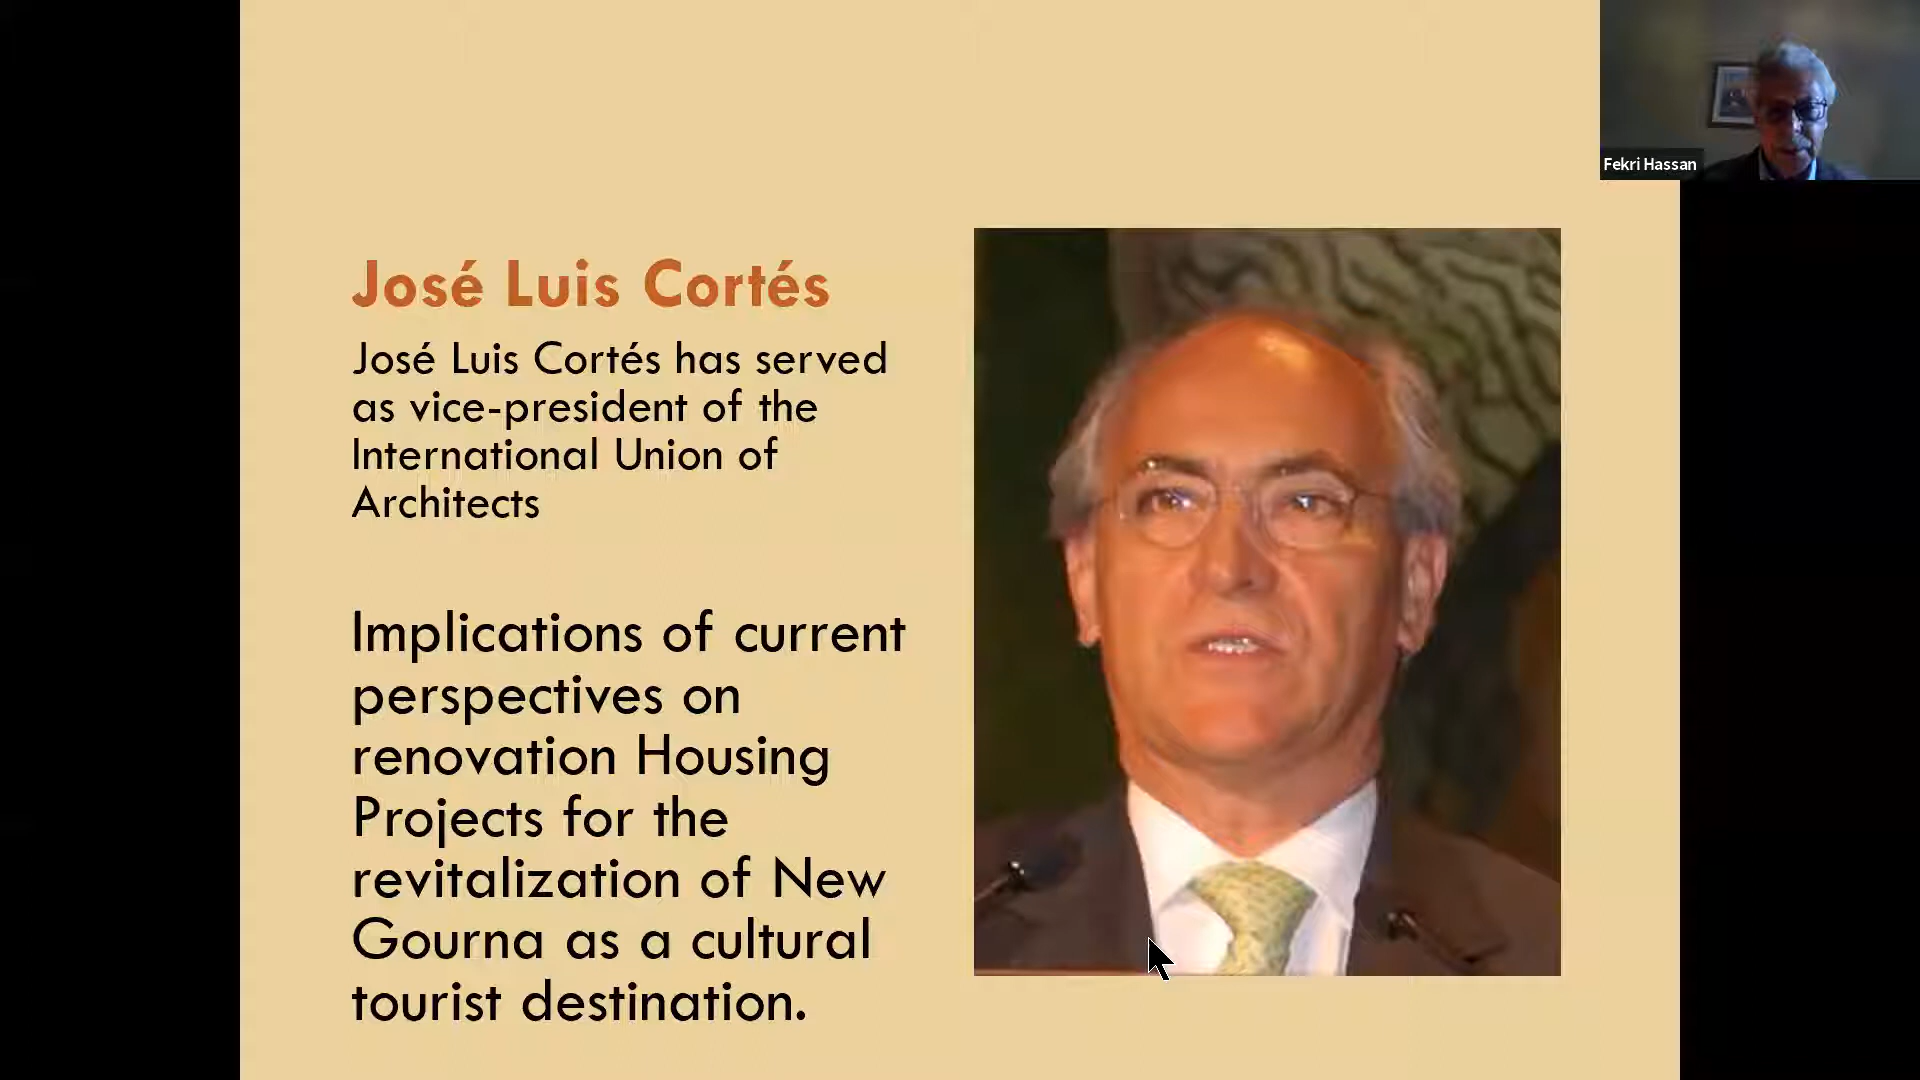 Fekri Hassan
José Luis Cortés
José Luis Cortés has served
as vice-president of the
International Union of
Architects
Implications of current
perspectives on
renovation Housing
Projects for the
revitalization of New
Gourna as a cultural
tourist destination.